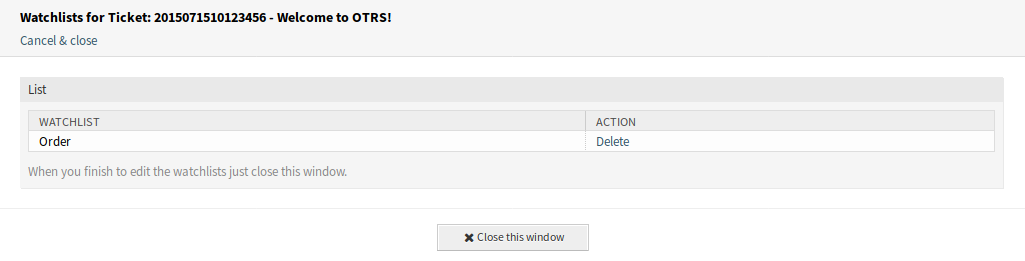 Watchlists for Ticket: 2015071510123456 - Welcome to OTRS!
Cancel & close
List
WATCHLIST ACTION
Order Delete
When you finish to edit the watchlists just close this window.
✖ Close this window